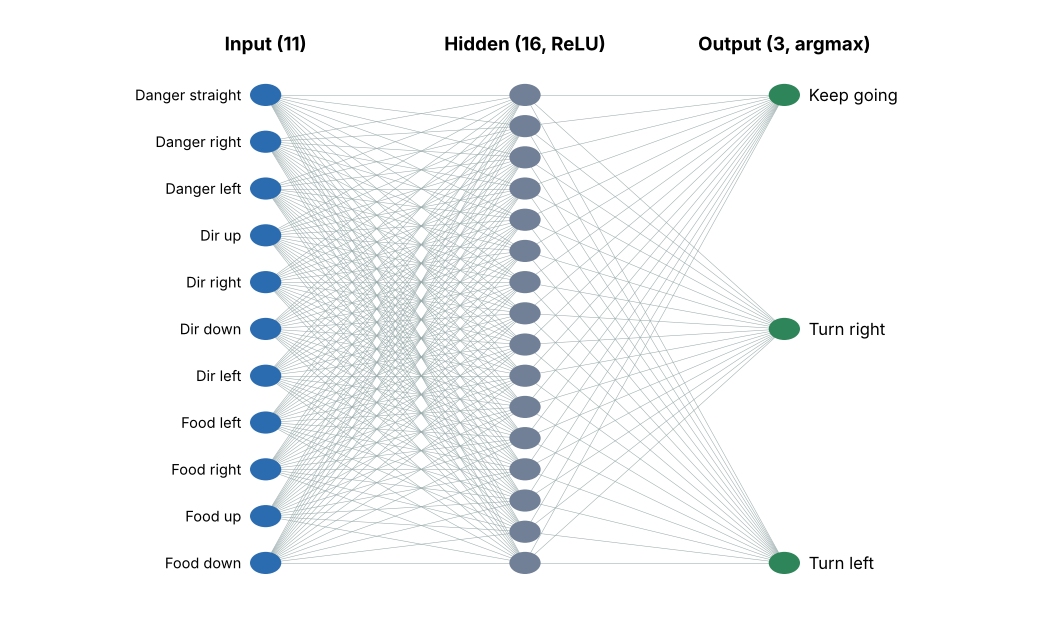 Input (11)
Hidden (16, ReLU)
Output (3, argmax)
Danger straight
Danger right
Danger left
Dir up
Dir right
Dir down
Dir left
Food left
Food right
Food up
Food down
Keep going
Turn right
Turn left